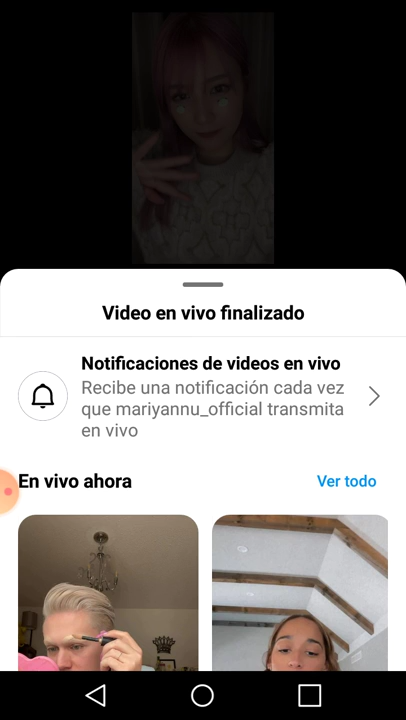 Video en vivo finalizado
Notificaciones de videos en vivo
Recibe una notificación cada vez
que mariyannu_official transmita
en vivo
En vivo ahora
Ver todo